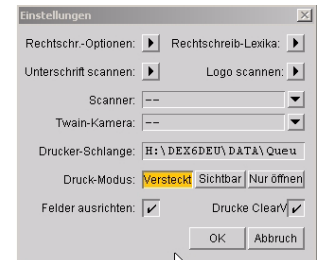 Einstellungen
Rechtschr.-Optionen: Rechtschreib-Lexika:
Unterschrift scannen: Logo scannen:
Scanner: --
Twain-Kamera: --
Drucker-Schlange: H:\DEX6DEU\DATA\Queu
Druck-Modus: Versteckt Sichtbar Nur öffnen
Felder ausrichten: Drucke ClearV
OK Abbruch